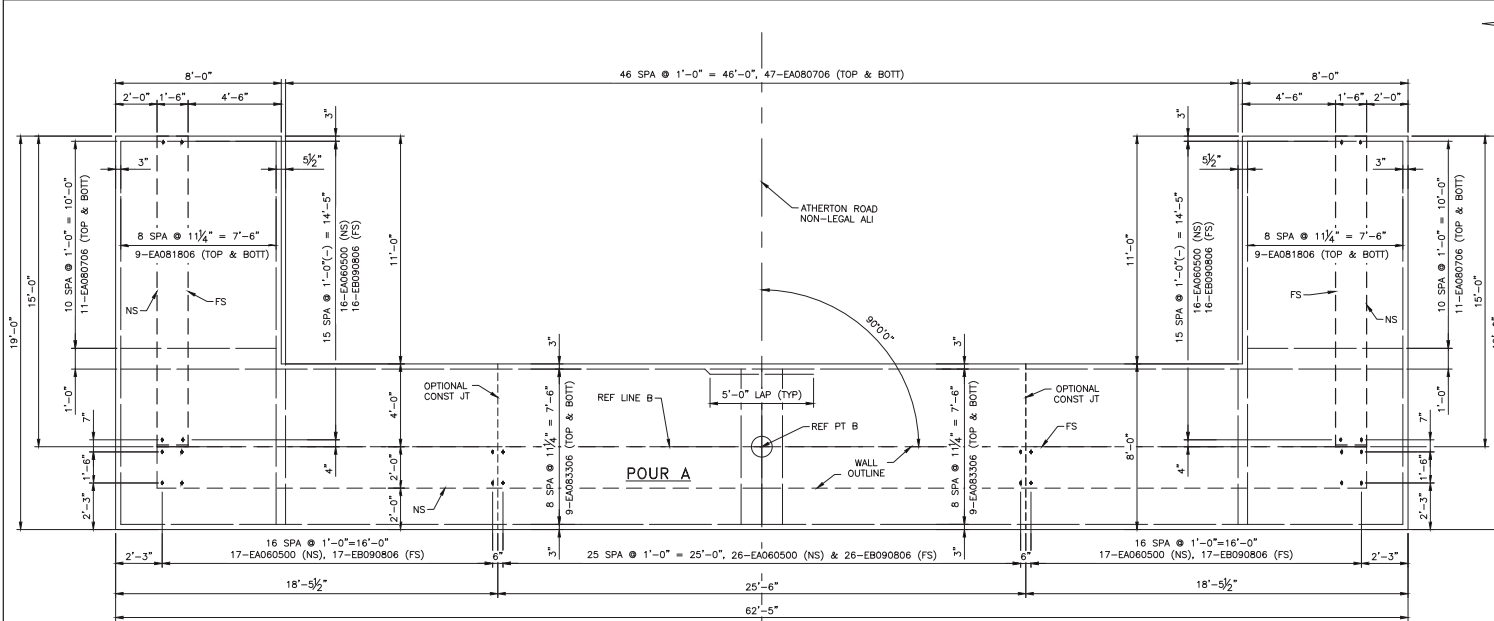 46 SPA @ 1'-0" = 46'-0", 47-EA080706 (TOP & BOTT)
8'-0"
8'-0"
2'-0"
1'-6"
4'-6"
4'-6"
1'-6"
2'-0"
3"
3"
3"
5½"
5½"
3"
ATHERTON ROAD
NON-LEGAL ALI
19'-0"
15'-0"
10 SPA @ 1'-0" = 10'-0"
11-EA080706 (TOP & BOTT)
8 SPA @ 11¼" = 7'-6"
9-EA081806 (TOP & BOTT)
NS
FS
15 SPA @ 1'-0"(-) = 14'-5"
16-EA060500 (NS)
16-EB090806 (FS)
11'-0"
11'-0"
15 SPA @ 1'-0"(-) = 14'-5"
16-EA060500 (NS)
16-EB090806 (FS)
8 SPA @ 11¼" = 7'-6"
9-EA081806 (TOP & BOTT)
FS
NS
10 SPA @ 1'-0" = 10'-0"
11-EA080706 (TOP & BOTT)
15'-0"
90°0'0"
3"
3"
1'-0"
1'-0"
OPTIONAL
CONST JT
5'-0" LAP (TYP)
OPTIONAL
CONST JT
REF LINE B
REF PT B
FS
4'-0"
8 SPA @ 11¼" = 7'-6"
9-EA083306 (TOP & BOTT)
8 SPA @ 11¼" = 7'-6"
9-EA083306 (TOP & BOTT)
8'-0"
7"
7"
4"
4"
1'-6"
1'-6"
2'-0"
POUR A
WALL
OUTLINE
NS
2'-3"
2'-0"
2'-3"
3"
3"
2'-3"
16 SPA @ 1'-0"=16'-0"
17-EA060500 (NS), 17-EB090806 (FS)
6"
25 SPA @ 1'-0" = 25'-0", 26-EA060500 (NS) & 26-EB090806 (FS)
6"
16 SPA @ 1'-0"=16'-0"
17-EA060500 (NS), 17-EB090806 (FS)
2'-3"
18'-5½"
25'-6"
18'-5½"
62'-5"